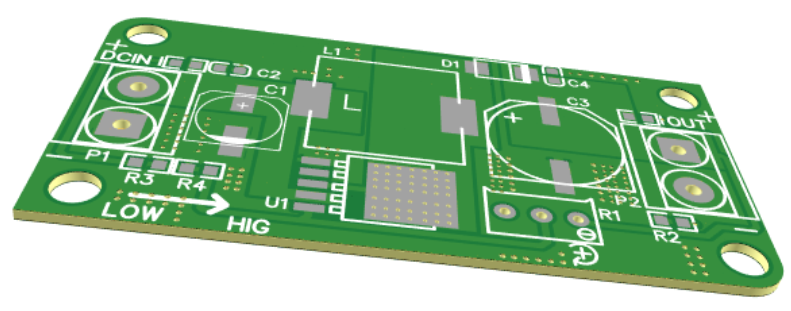 +
DCIN
C2
L1
D1
C4
C1
L
+
C3
+
OUT
P1
R3
R4
U1
P2
R1
R2
LOW
HIG